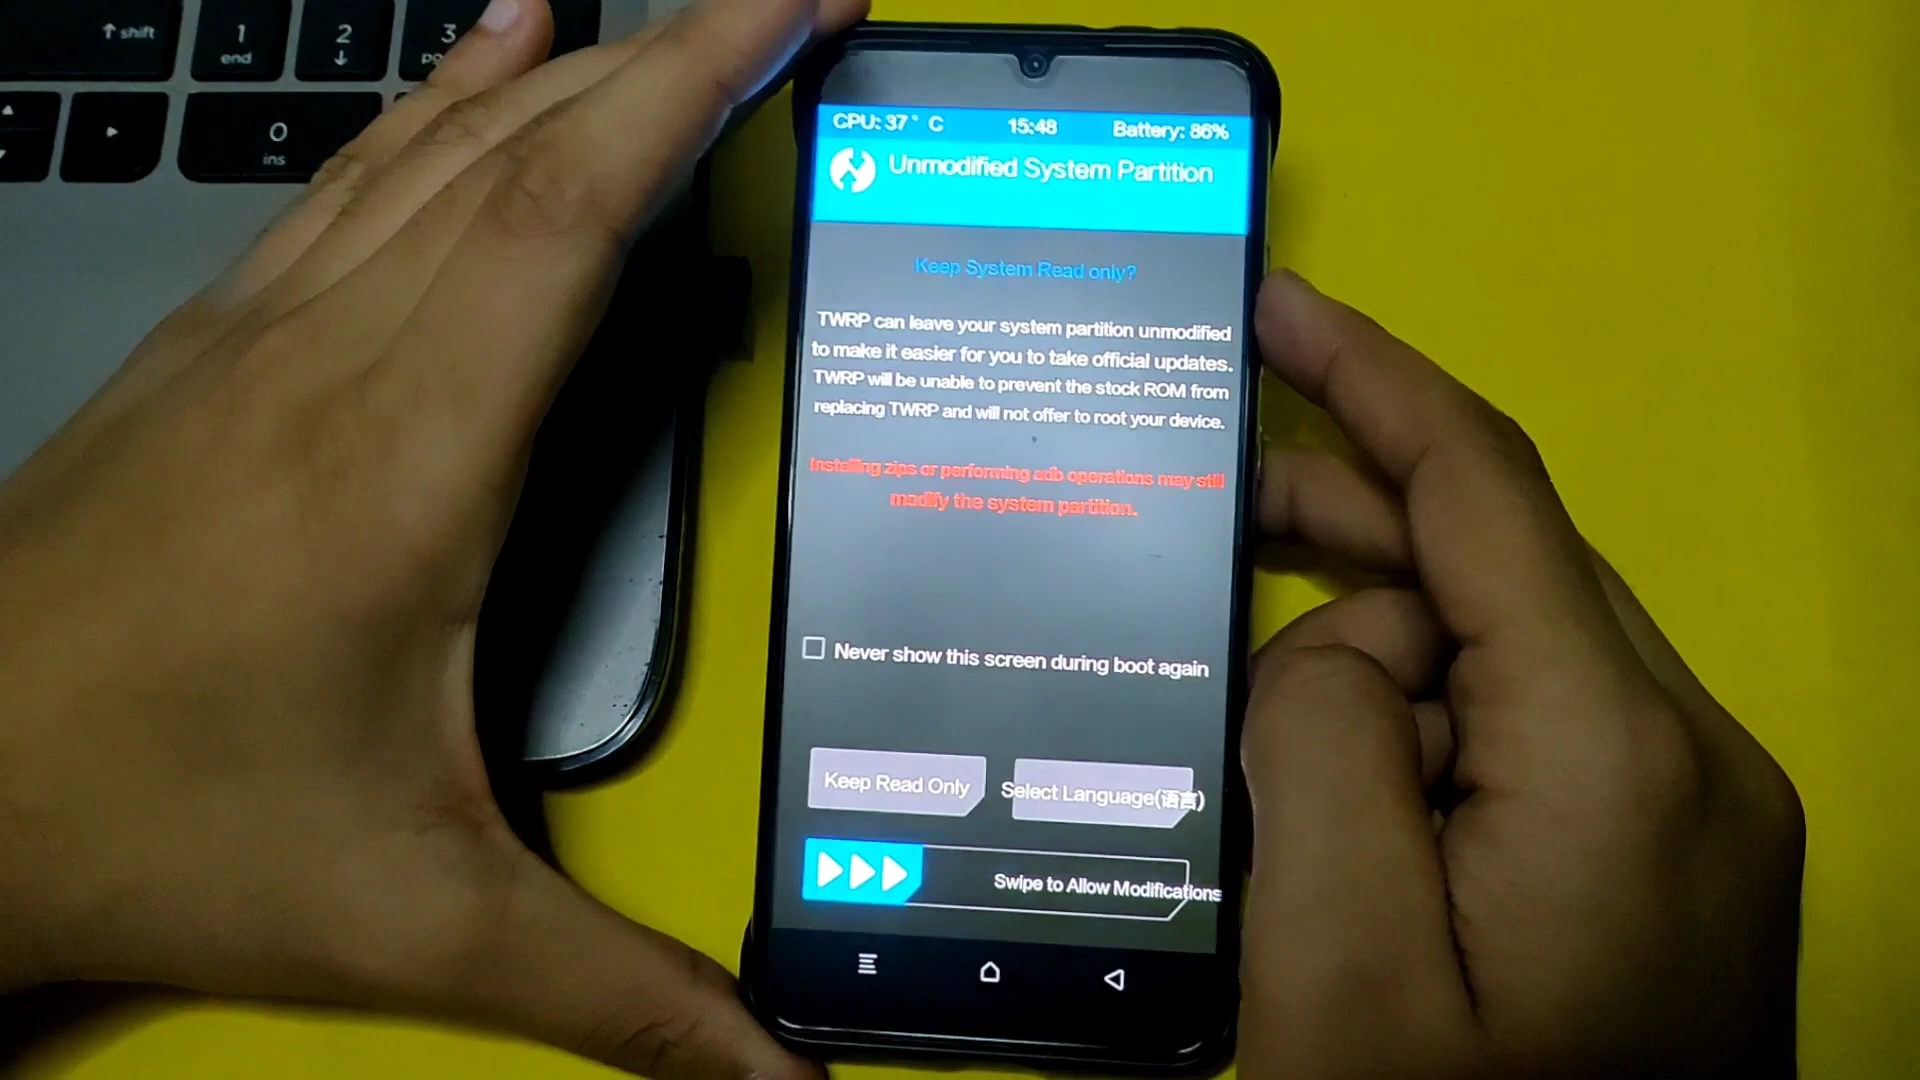 shift
1
end
2
3
0
ins
CPU: 37° C 15:48 Battery: 86%
Unmodified System Partition
Keep System Read only?
TWRP can leave your system partition unmodified
to make it easier for you to take official updates.
TWRP will be unable to prevent the stock ROM from
replacing TWRP and will not offer to root your device.
Installing zips or performing adb operations may still
modify the system partition.
Never show this screen during boot again
Keep Read Only
Select Language(语言)
Swipe to Allow Modifications